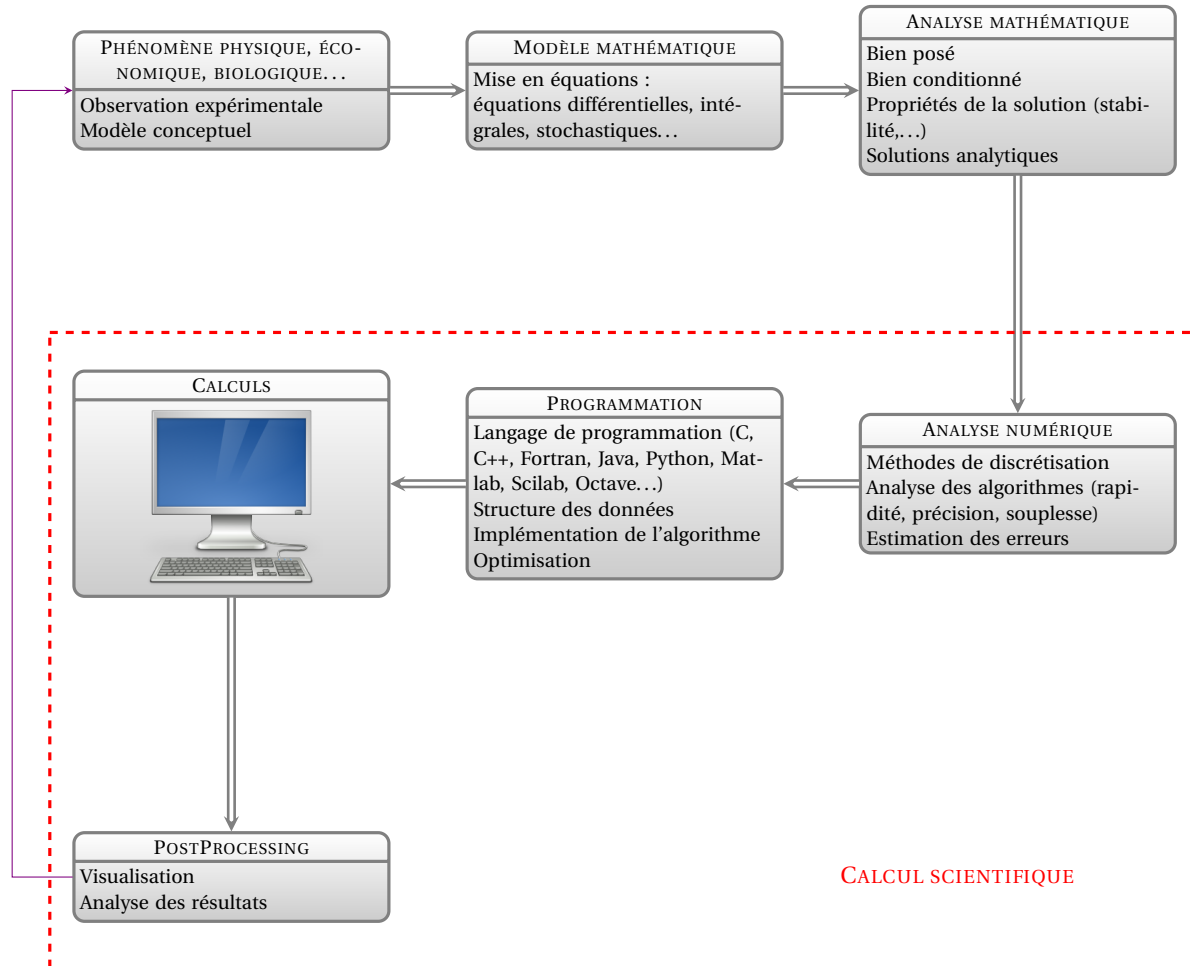 PHÉNOMÈNE PHYSIQUE, ÉCO-
NOMIQUE, BIOLOGIQUE...
Observation expérimentale
Modèle conceptuel
MODÈLE MATHÉMATIQUE
Mise en équations :
équations différentielles, inté-
grales, stochastiques...
ANALYSE MATHÉMATIQUE
Bien posé
Bien conditionné
Propriétés de la solution (stabi-
lité,...)
Solutions analytiques
ANALYSE NUMÉRIQUE
Méthodes de discrétisation
Analyse des algorithmes (rapi-
dité, précision, souplesse)
Estimation des erreurs
PROGRAMMATION
Langage de programmation (C,
C++, Fortran, Java, Python, Mat-
lab, Scilab, Octave...)
Structure des données
Implémentation de l'algorithme
Optimisation
CALCULS
POSTPROCESSING
Visualisation
Analyse des résultats
CALCUL SCIENTIFIQUE